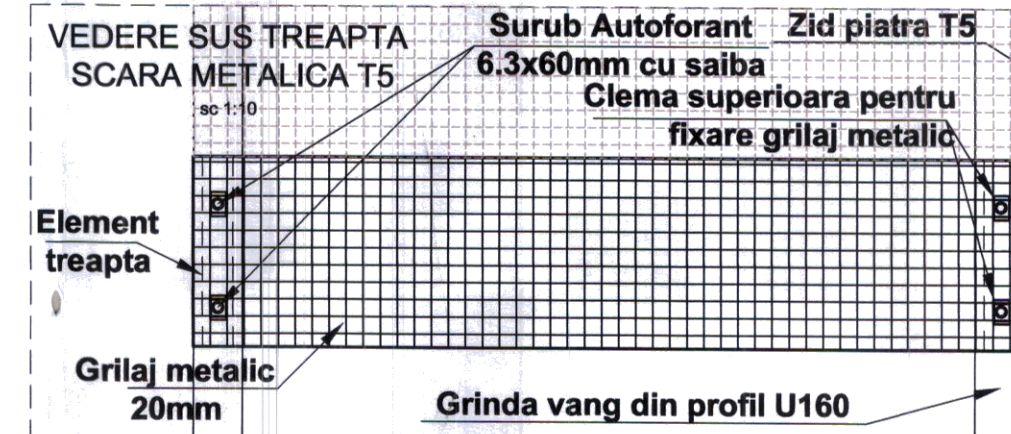 VEDERE SUS TREAPTA
SCARA METALICA T5
sc 1:10
Surub Autoforant
6.3x60mm cu saiba
Zid piatra T5
Clema superioara pentru
fixare grilaj metalic
Element
treapta
Grilaj metalic
20mm
Grinda vang din profil U160